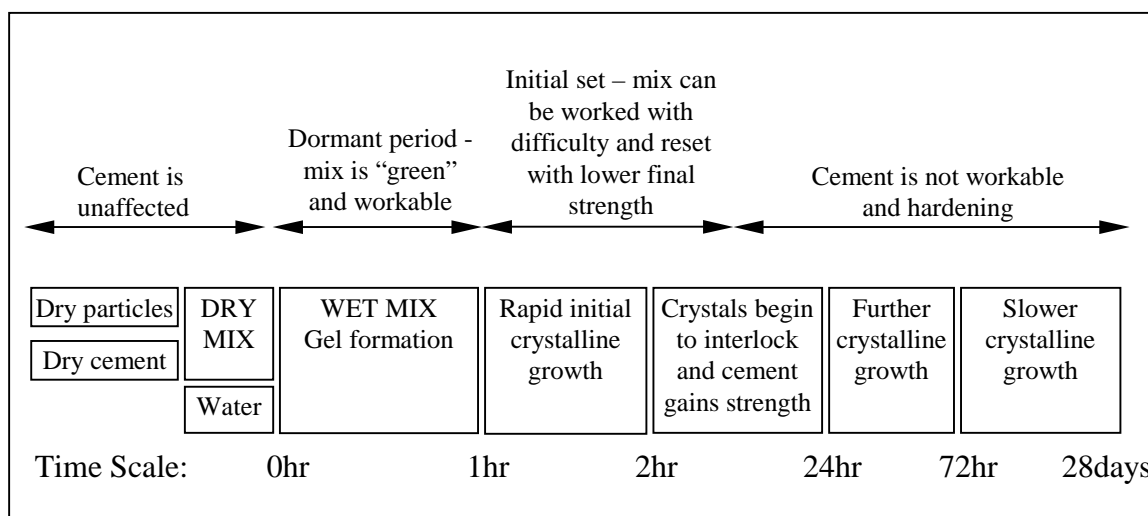 Cement is
unaffected
Dormant period -
mix is “green”
and workable
Initial set – mix can
be worked with
difficulty and reset
with lower final
strength
Cement is not workable
and hardening
Dry particles
Dry cement
DRY
MIX
Water
WET MIX
Gel formation
Rapid initial
crystalline
growth
Crystals begin
to interlock
and cement
gains strength
Further
crystalline
growth
Slower
crystalline
growth
Time Scale: 0hr 1hr 2hr 24hr 72hr 28days